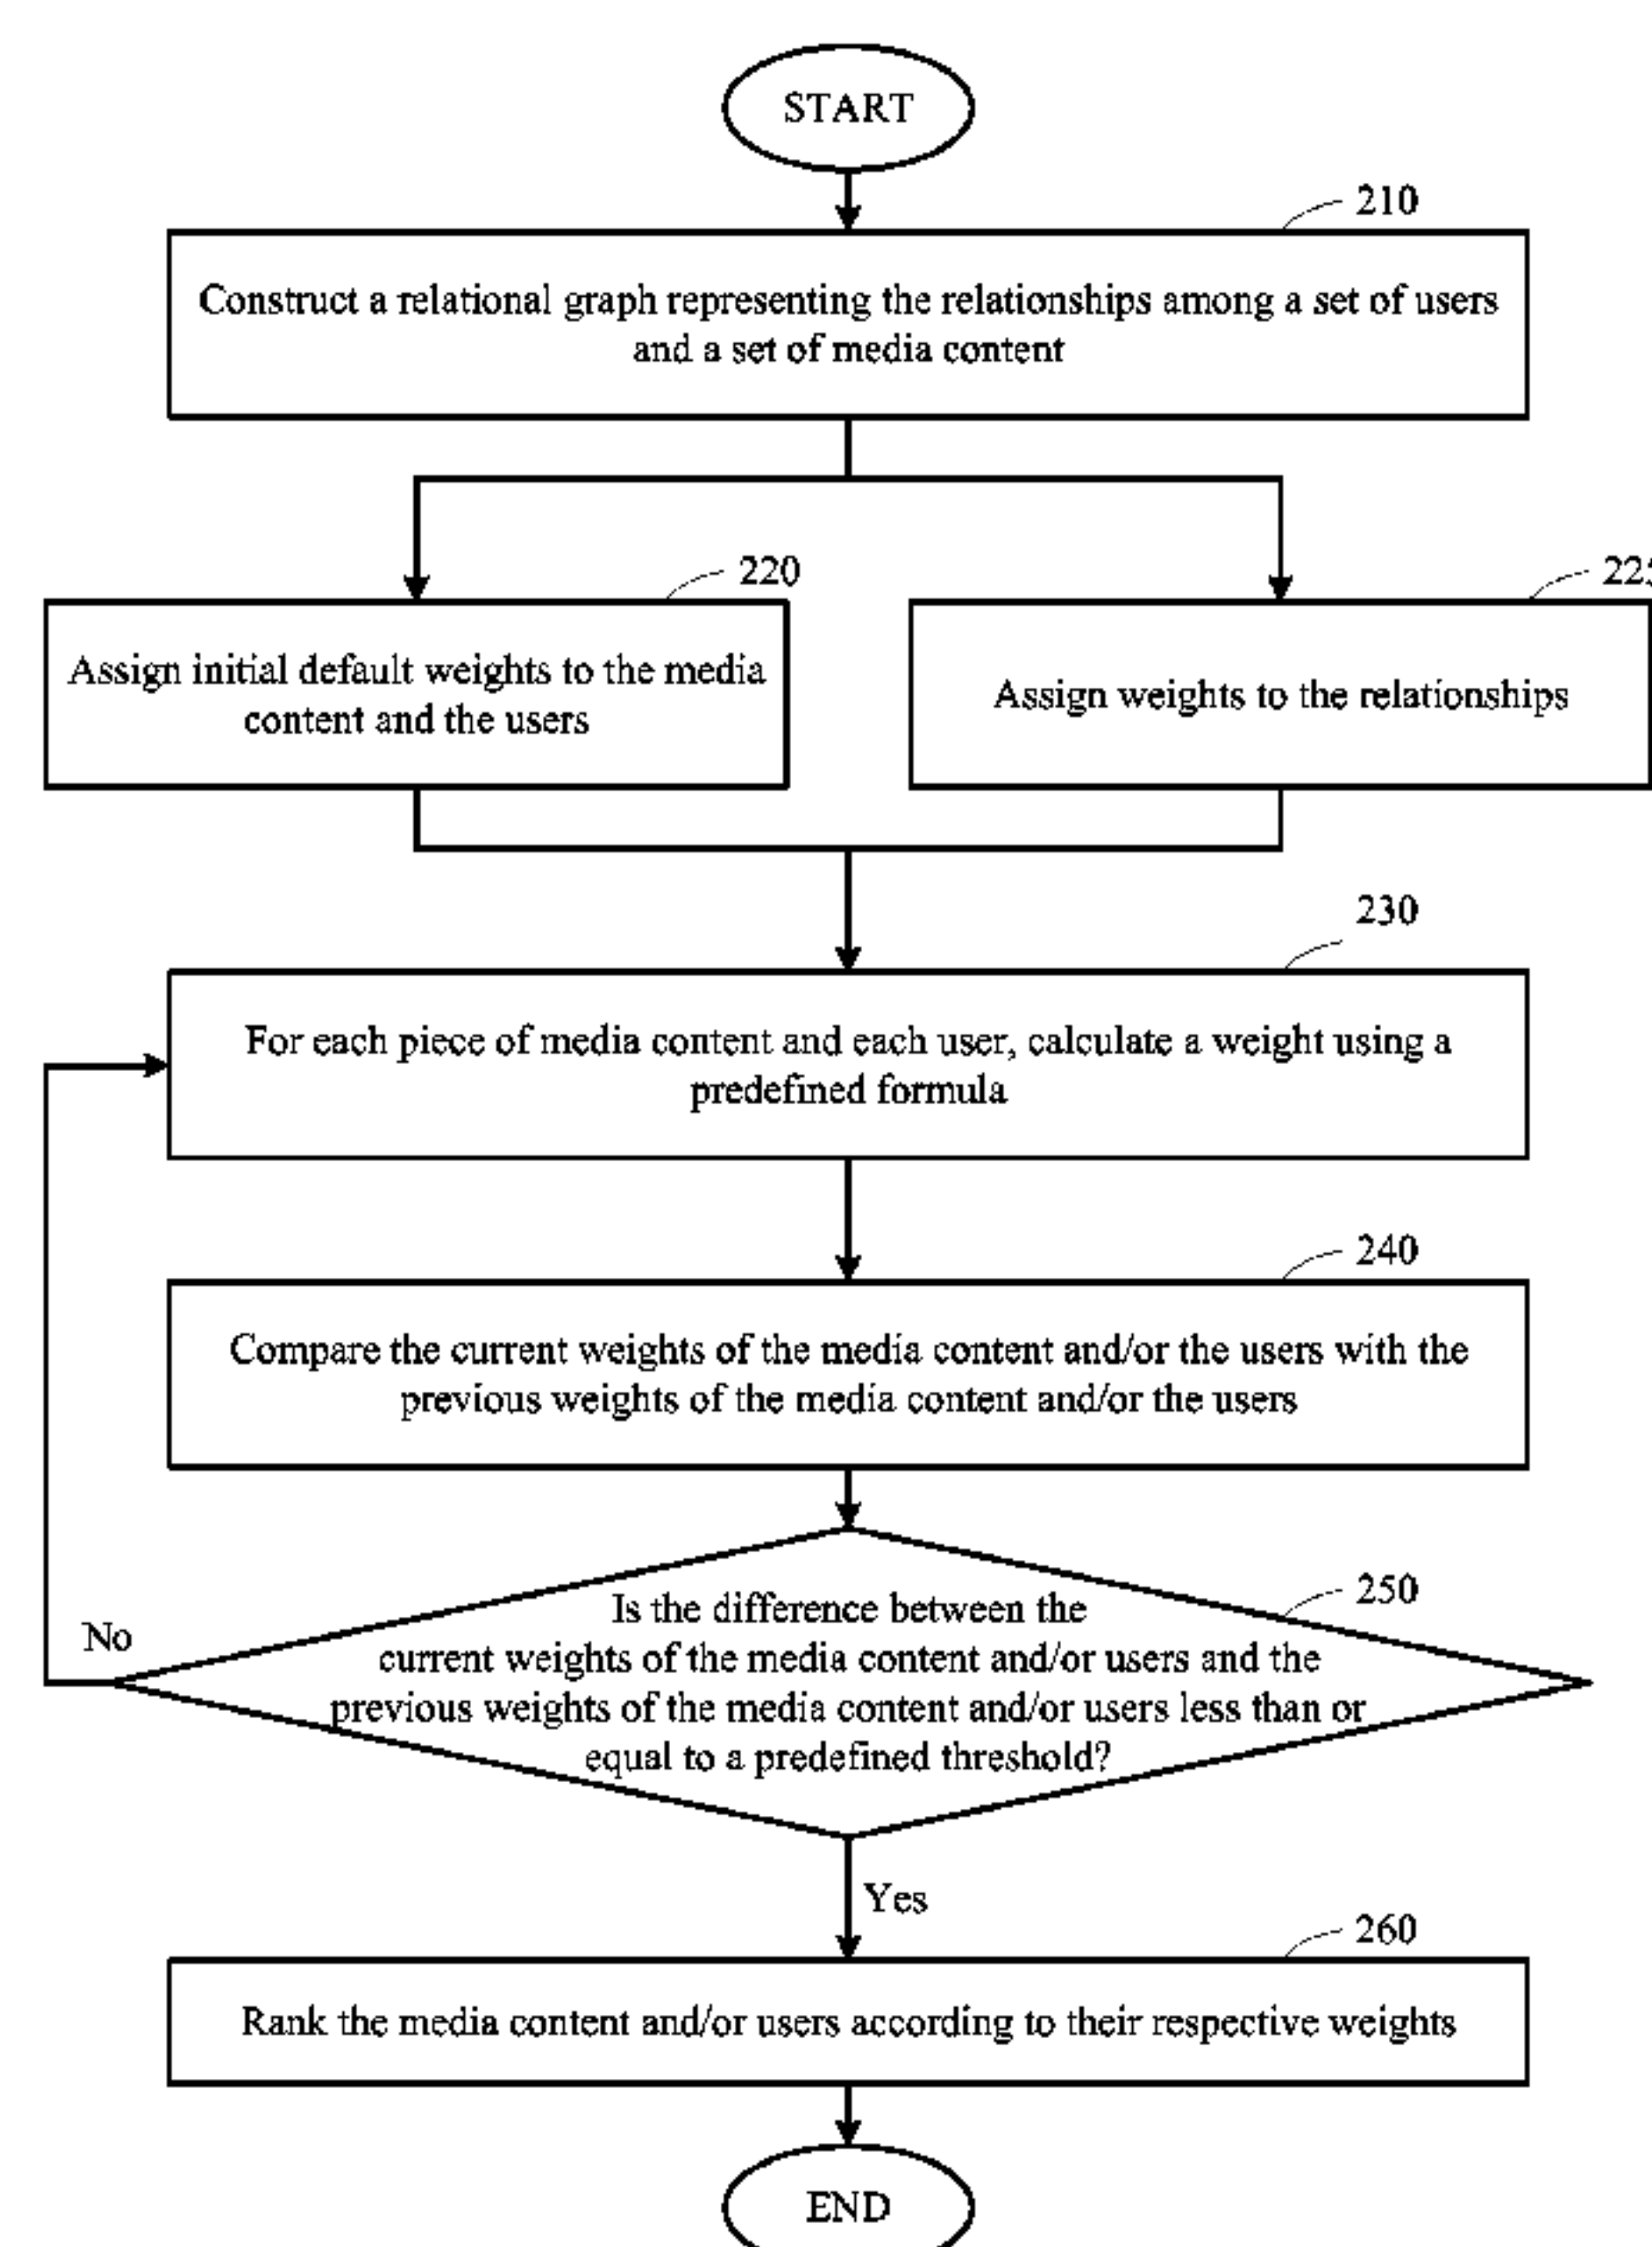 START
210
Construct a relational graph representing the relationships among a set of users
and a set of media content
220
Assign initial default weights to the media
content and the users
Assign weights to the relationships
230
For each piece of media content and each user, calculate a weight using a
predefined formula
240
Compare the current weights of the media content and/or the users with the
previous weights of the media content and/or the users
250
Is the difference between the
current weights of the media content and/or users and the
previous weights of the media content and/or users less than or
equal to a predefined threshold?
No
Yes
260
Rank the media content and/or users according to their respective weights
END